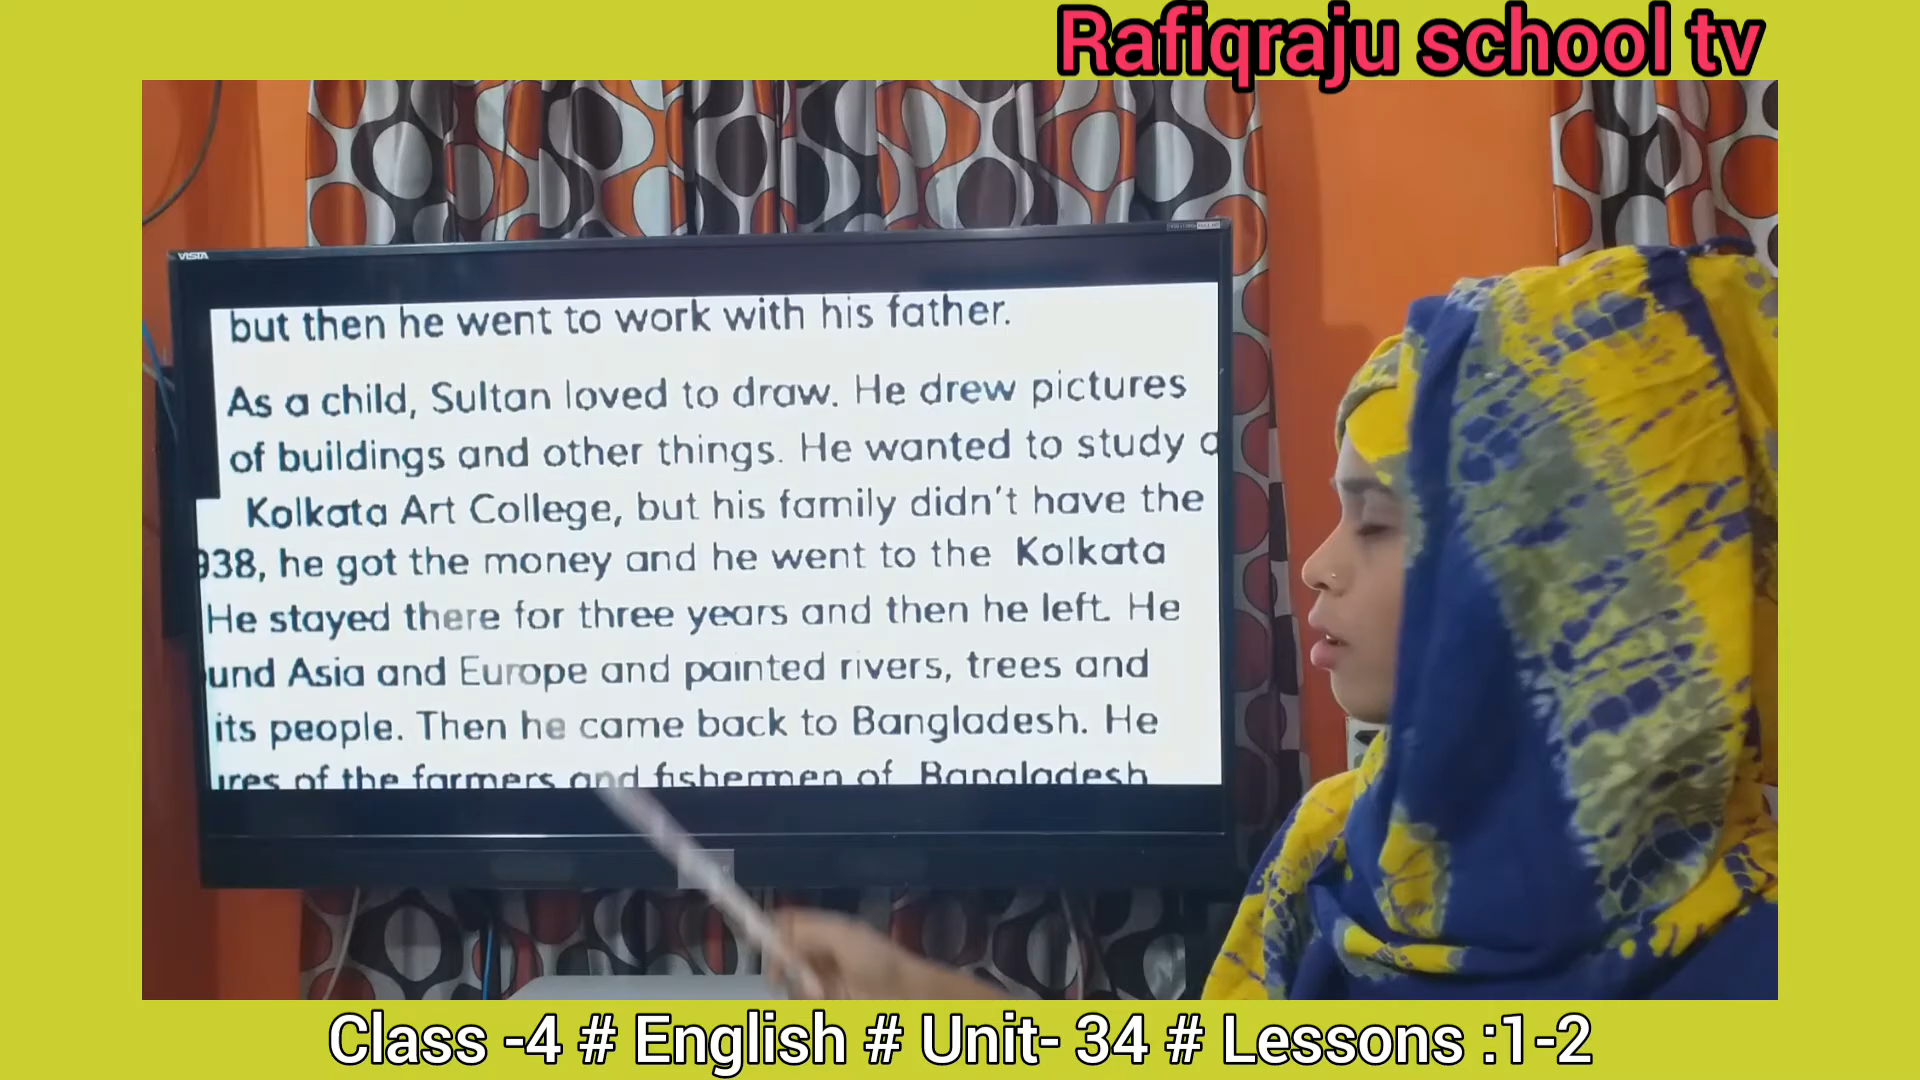 Rafiqraju school tv
VISTA
but then he went to work with his father.
As a child, Sultan loved to draw. He drew pictures
of buildings and other things. He wanted to study
Kolkata Art College, but his family didn't have the
938, he got the money and he went to the Kolkata
He stayed there for three years and then he left. He
und Asia and Europe and painted rivers, trees and
its people. Then he came back to Bangladesh. He
ures of the farmers and fishermen of Bangladesh
Class -4 # English # Unit- 34 # Lessons :1-2